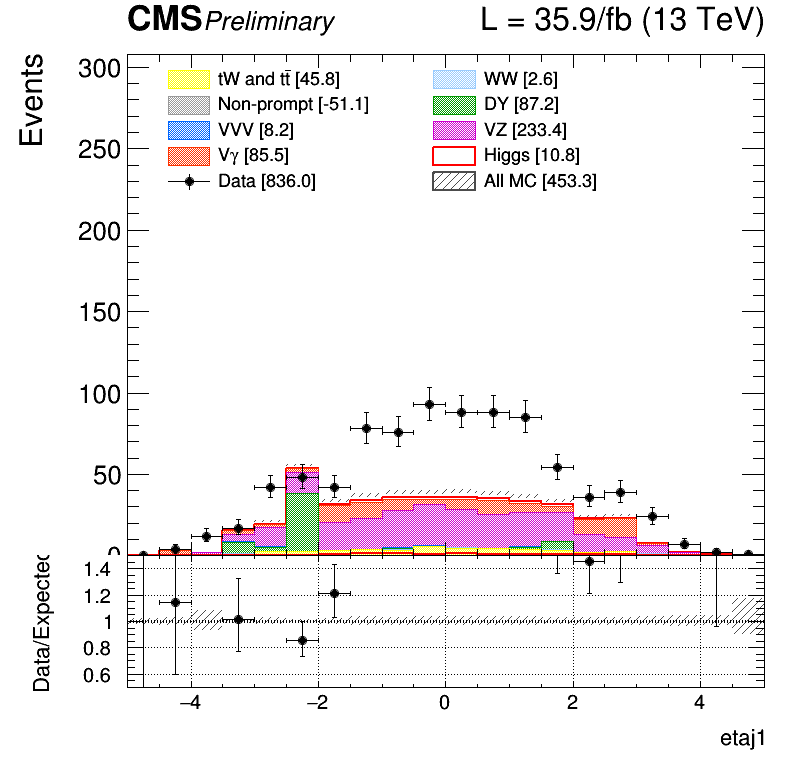 CMS Preliminary L = 35.9/fb (13 TeV)
Events
300
250
200
150
100
50
0
tW and tt̄ [45.8]
Non-prompt [-51.1]
VVV [8.2]
Vγ [85.5]
Data [836.0]
WW [2.6]
DY [87.2]
VZ [233.4]
Higgs [10.8]
All MC [453.3]
Data/Expected
1.4
1.2
1
0.8
0.6
−4 −2 0 2 4
etaj1